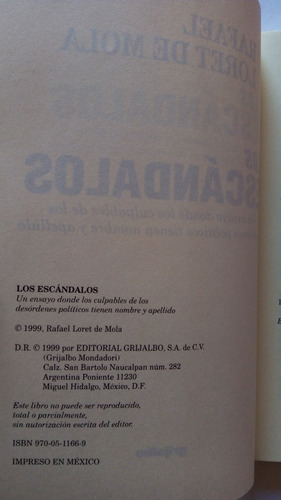 LOS ESCÁNDALOS
Un ensayo donde los culpables de los
desórdenes políticos tienen nombre y apellido
© 1999, Rafael Loret de Mola
D.R. © 1999 por EDITORIAL GRIJALBO, S.A. de C.V.
(Grijalbo Mondadori)
Calz. San Bartolo Naucalpan núm. 282
Argentina Poniente 11230
Miguel Hidalgo, México, D.F.
Este libro no puede ser reproducido,
total o parcialmente,
sin autorización escrita del editor.
ISBN 970-05-1166-9
IMPRESO EN MÉXICO